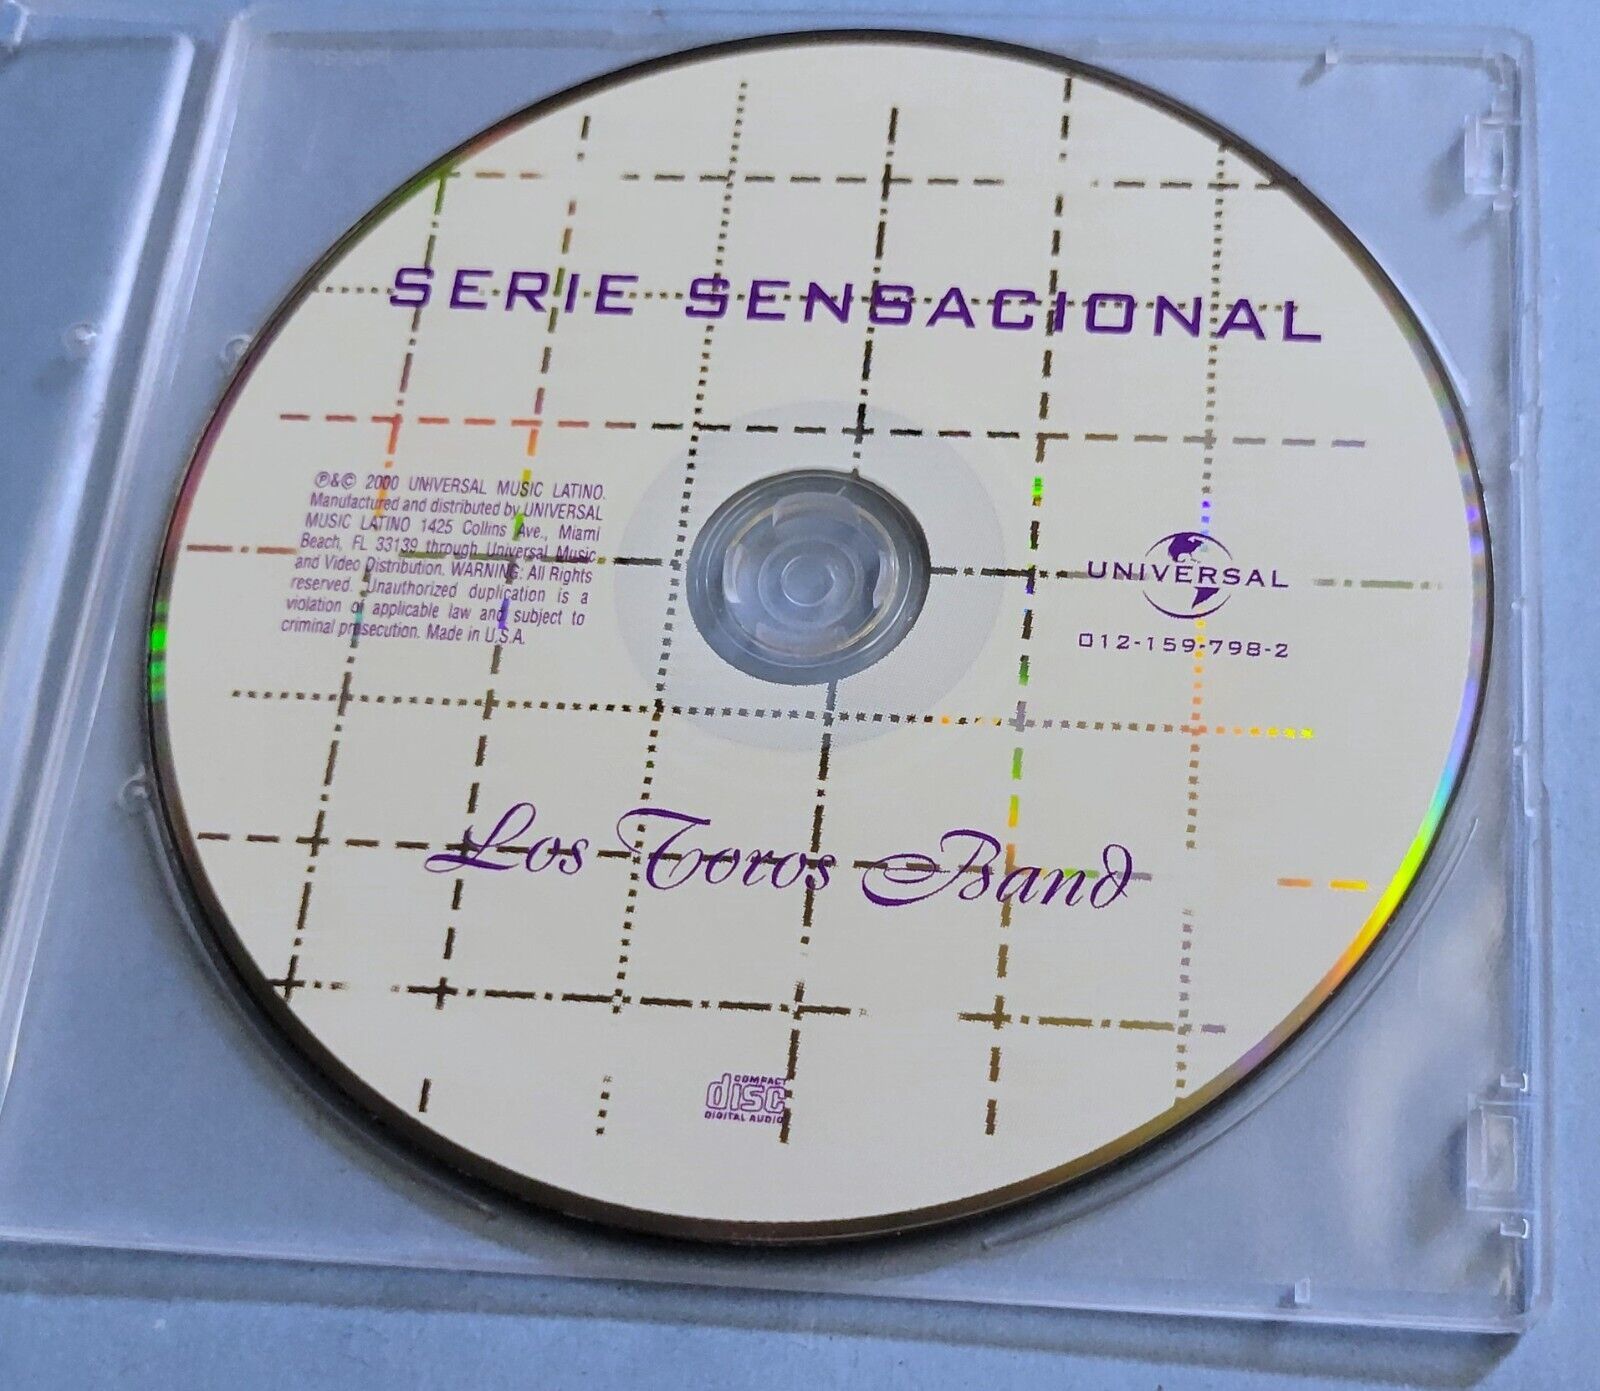 SERIE SENSACIONAL
℗&© 2000 UNIVERSAL MUSIC LATINO.
Manufactured and distributed by UNIVERSAL
MUSIC LATINO 1425 Collins Ave., Miami
Beach, FL 33139 through Universal Music
and Video Distribution. WARNING: All Rights
reserved. Unauthorized duplication is a
violation of applicable law and subject to
criminal prosecution. Made in U.S.A.
UNIVERSAL
012-159-798-2
Los Toros Band
COMPACT
disc
DIGITAL AUDIO